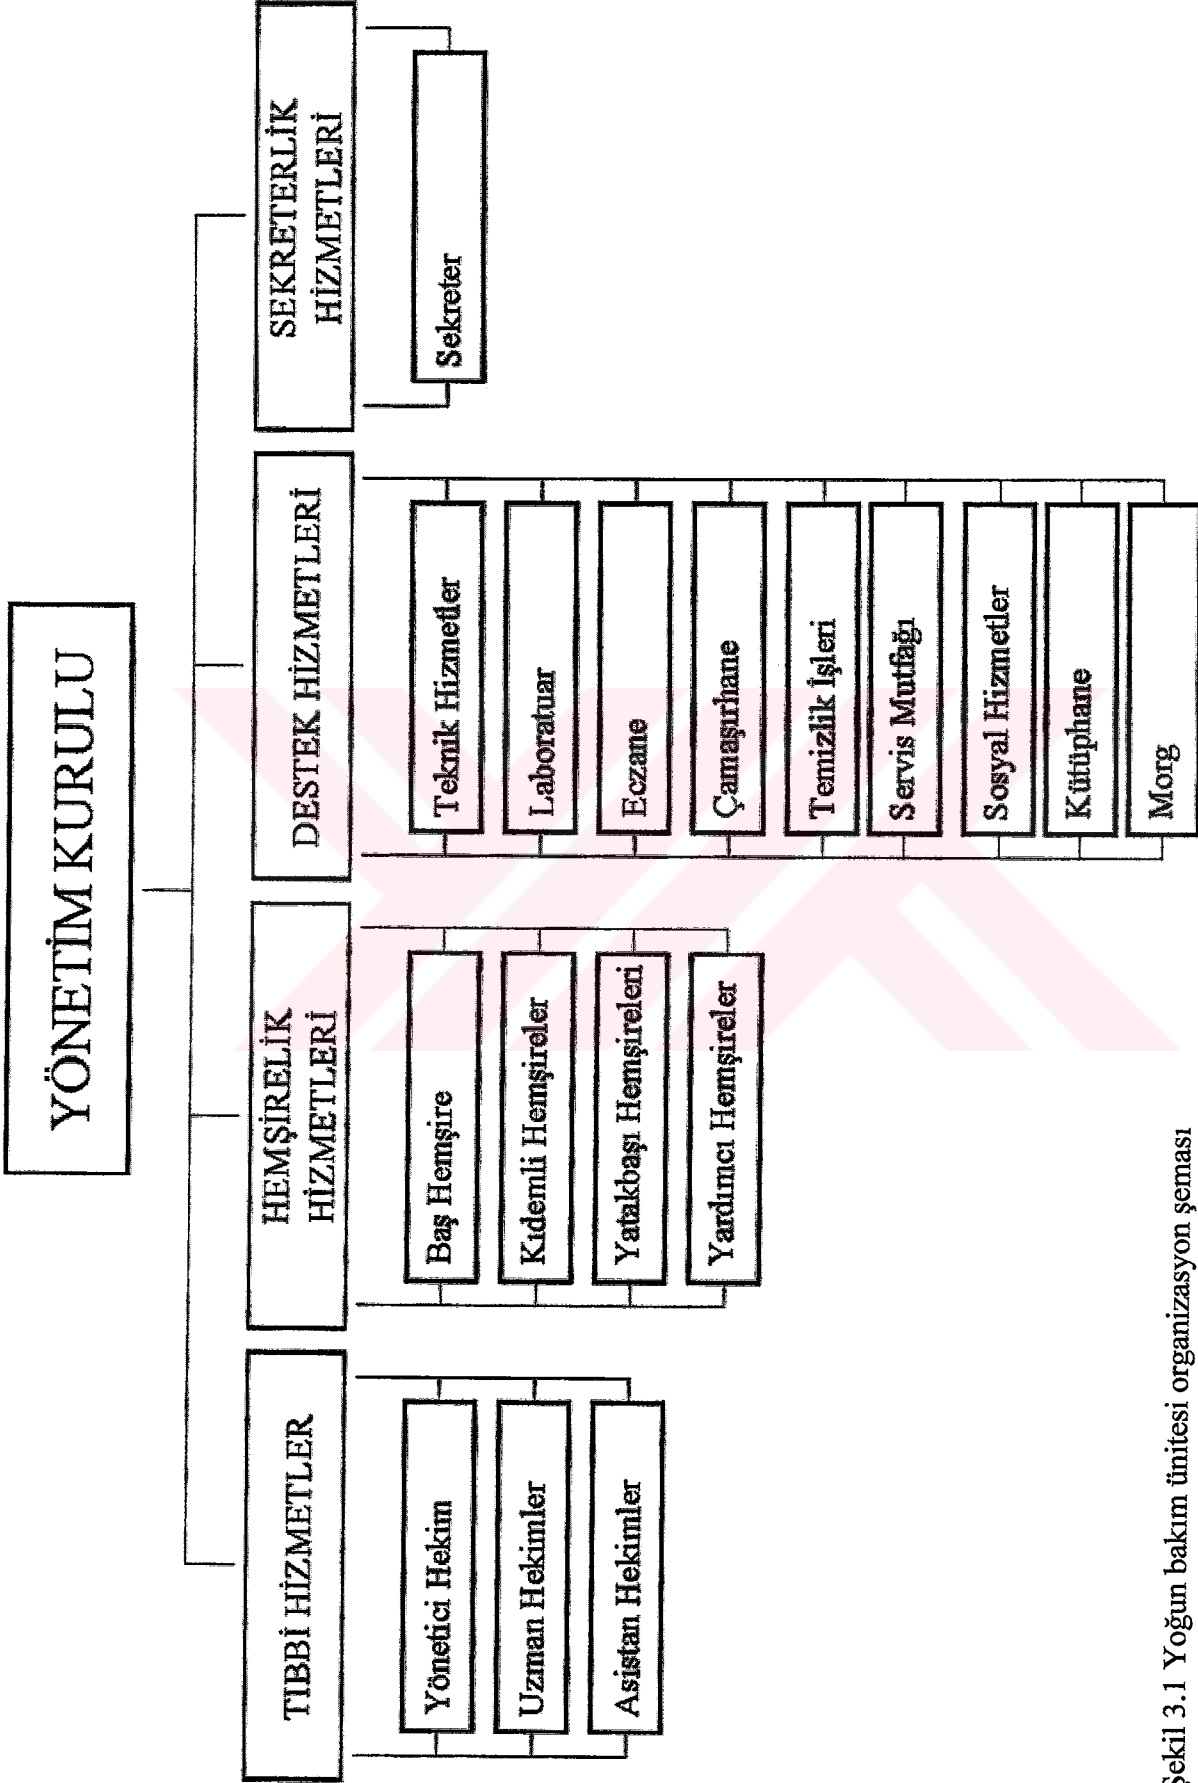 YÖNETİM KURULU
TIBBİ HİZMETLER
Yönetici Hekim
Uzman Hekimler
Asistan Hekimler
HEMŞİRELİK
HİZMETLERİ
Baş Hemşire
Kıdemli Hemşireler
Yatakbaşı Hemşireleri
Yardımcı Hemşireler
DESTEK HİZMETLERİ
Teknik Hizmetler
Laboratuar
Eczane
Çamaşırhane
Temizlik İşleri
Servis Mutfağı
Sosyal Hizmetler
Kütüphane
Morg
SEKRETERLİK
HİZMETLERİ
Sekreter
Şekil 3.1 Yoğun bakım ünitesi organizasyon şeması